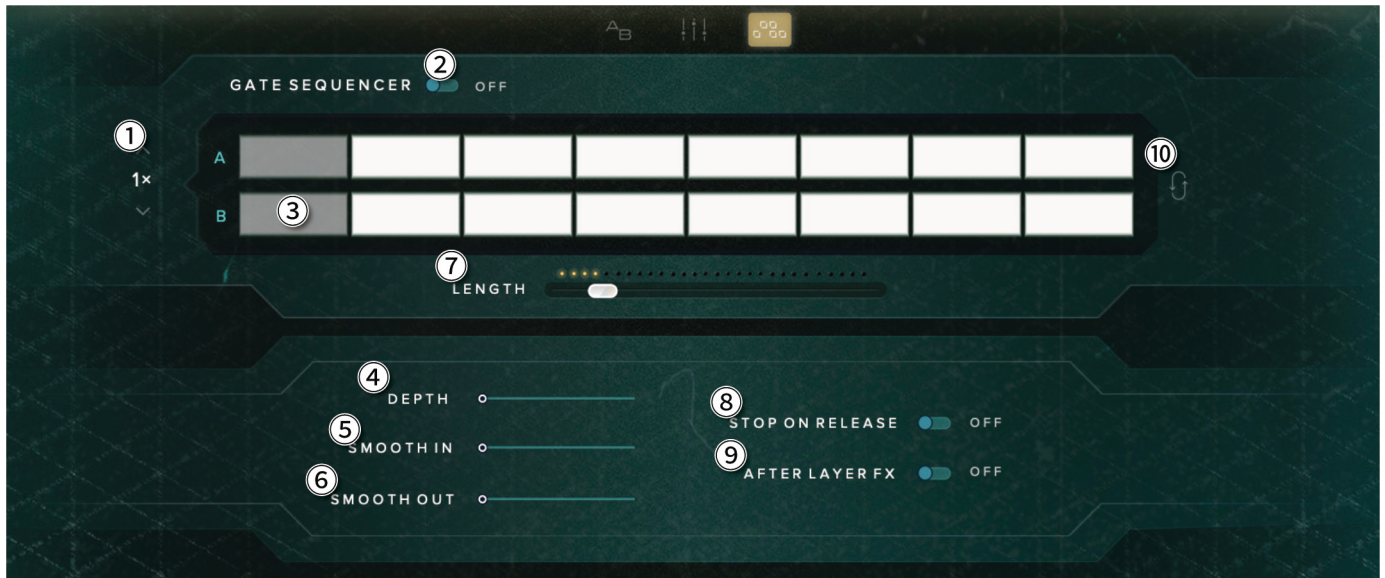 A B
GATE SEQUENCER ② OFF
①
A
1×
⑩
B
③
⑦
LENGTH
④
DEPTH
⑤
SMOOTH IN
⑥
SMOOTH OUT
⑧
STOP ON RELEASE OFF
⑨
AFTER LAYER FX OFF